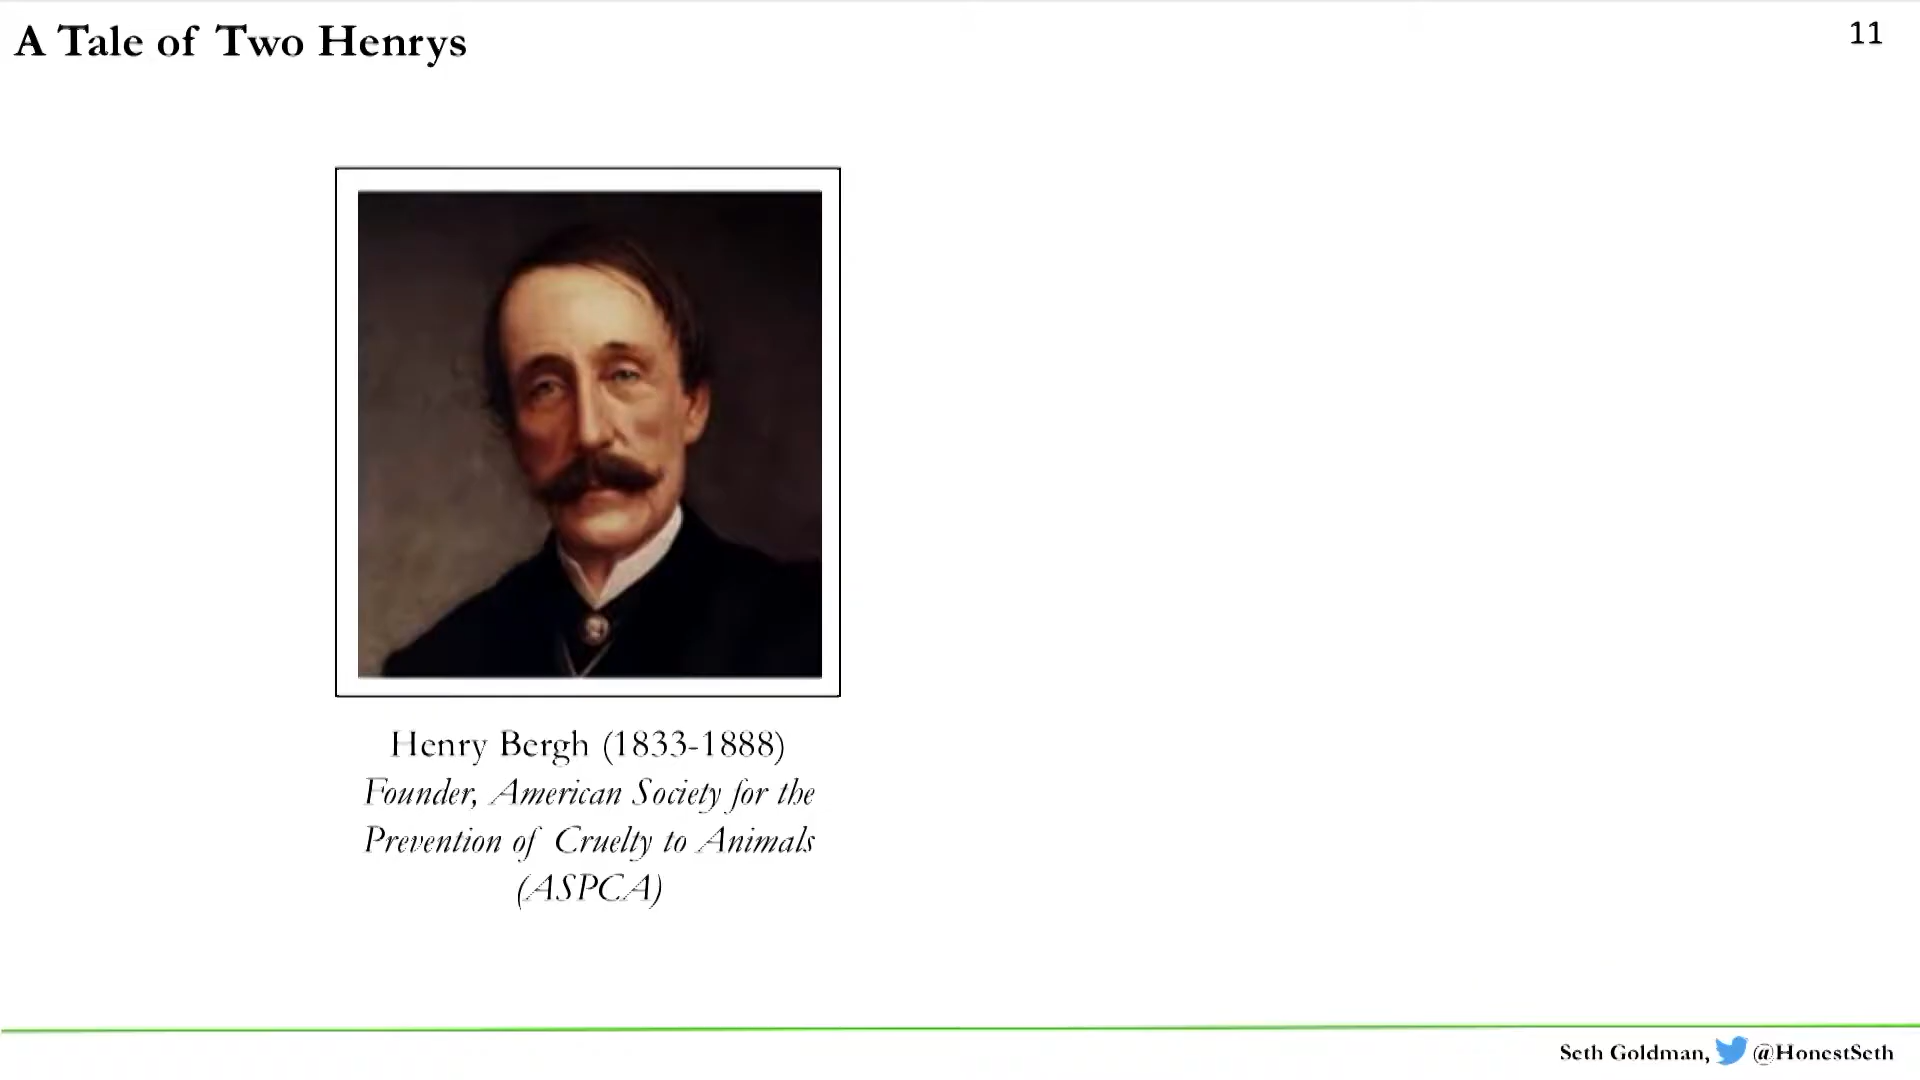 A Tale of Two Henrys
11
Henry Bergh (1833-1888)
Founder, American Society for the
Prevention of Cruelty to Animals
(ASPCA)
Seth Goldman, @HonestSeth